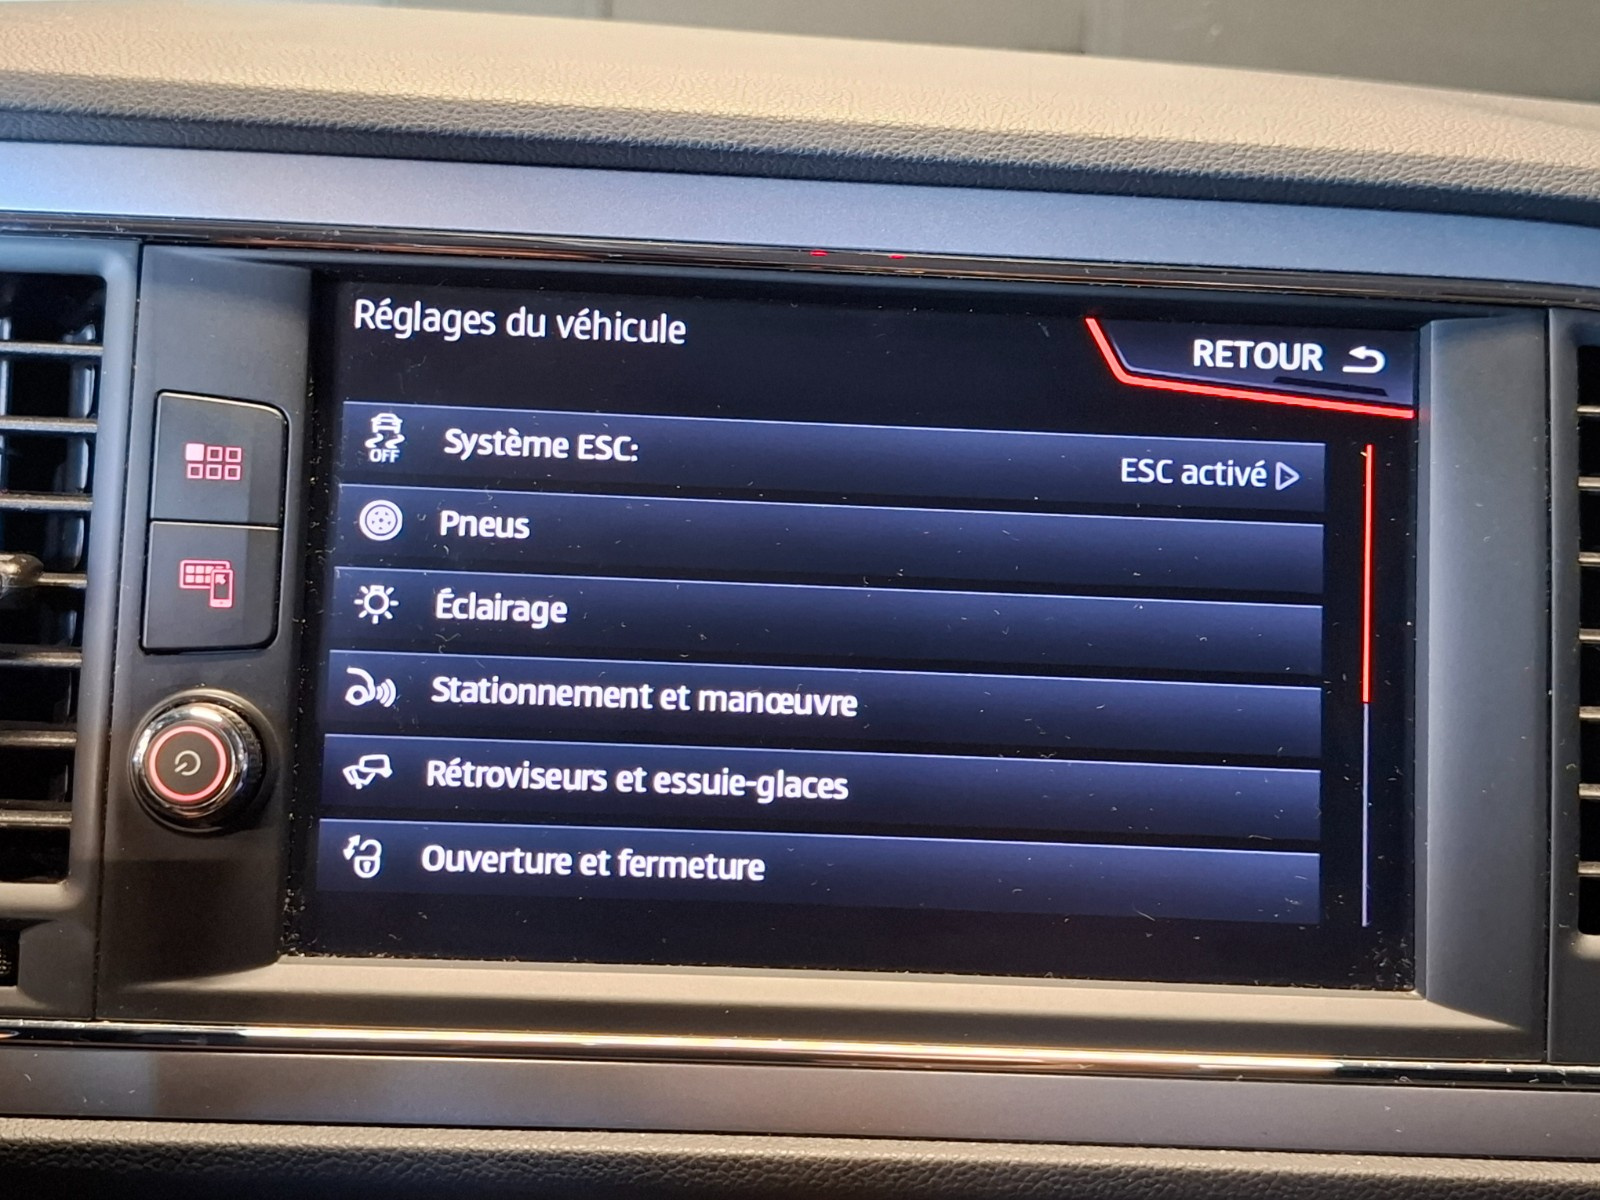 Réglages du véhicule
RETOUR
OFF
Système ESC:
ESC activé
Pneus
Éclairage
Stationnement et manœuvre
Rétroviseurs et essuie-glaces
Ouverture et fermeture